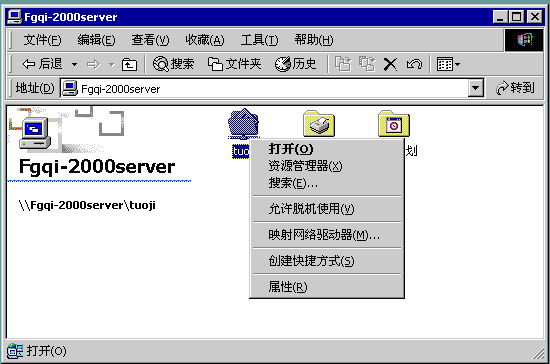 Fgqi-2000server
文件(F) 编辑(E) 查看(V) 收藏(A) 工具(T) 帮助(H)
后退 搜索 文件夹 历史
地址(D) Fgqi-2000server 转到
Fgqi-2000server
\\Fgqi-2000server\tuoji
tuo
划
打开(O)
资源管理器(X)
搜索(E)...
允许脱机使用(V)
映射网络驱动器(M)...
创建快捷方式(S)
属性(R)
打开(O)